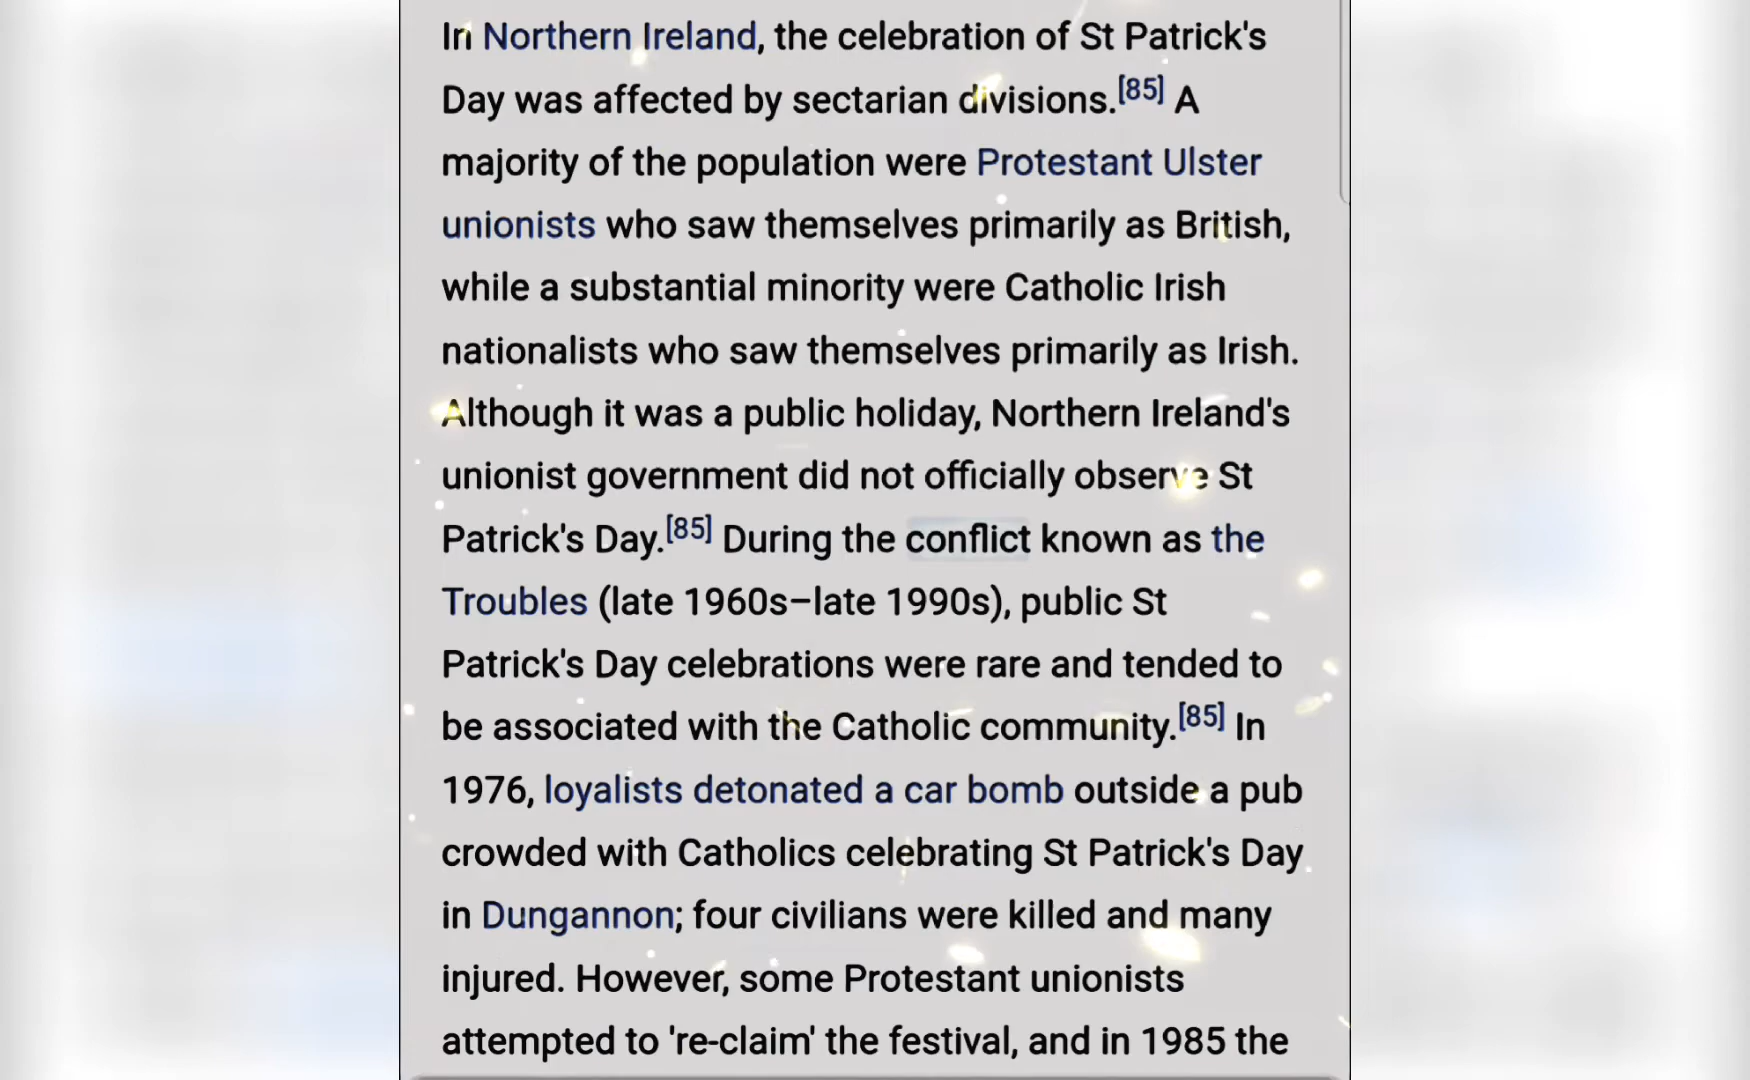 In Northern Ireland, the celebration of St Patrick's
Day was affected by sectarian divisions.[85] A
majority of the population were Protestant Ulster
unionists who saw themselves primarily as British,
while a substantial minority were Catholic Irish
nationalists who saw themselves primarily as Irish.
Although it was a public holiday, Northern Ireland's
unionist government did not officially observe St
Patrick's Day.[85] During the conflict known as the
Troubles (late 1960s–late 1990s), public St
Patrick's Day celebrations were rare and tended to
be associated with the Catholic community.[85] In
1976, loyalists detonated a car bomb outside a pub
crowded with Catholics celebrating St Patrick's Day
in Dungannon; four civilians were killed and many
injured. However, some Protestant unionists
attempted to 're-claim' the festival, and in 1985 the